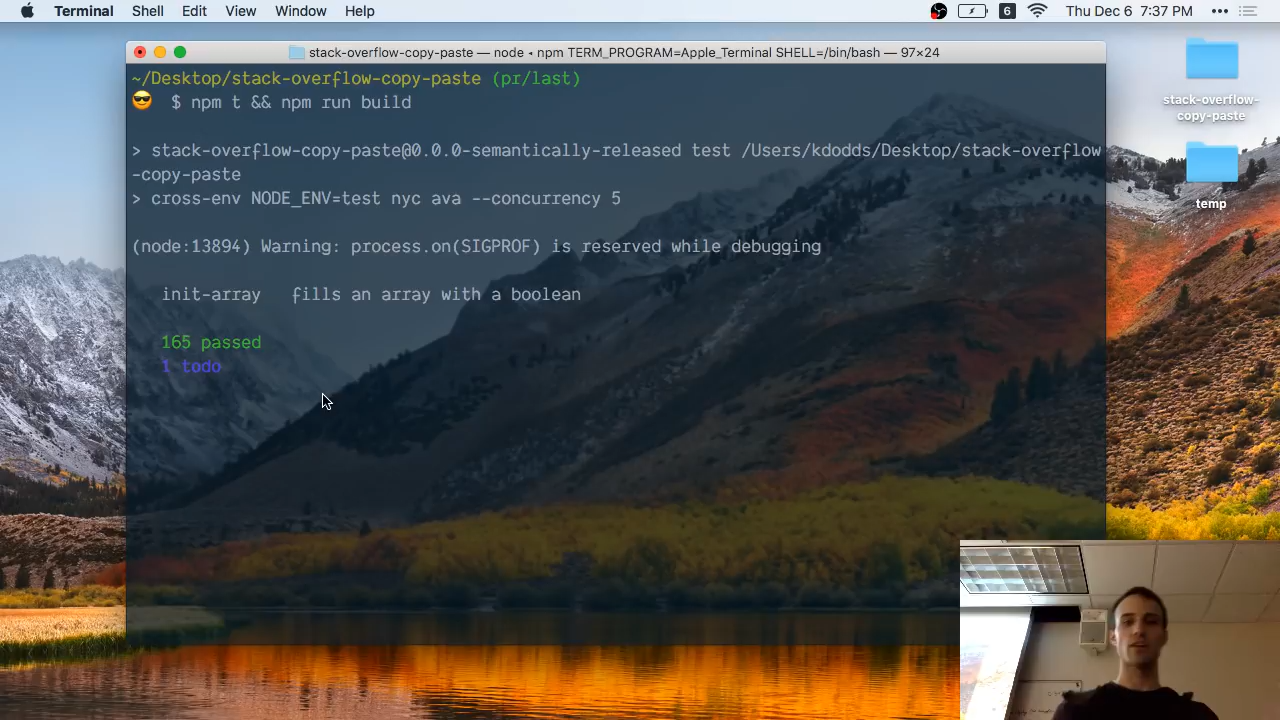 Terminal Shell Edit View Window Help 6 Thu Dec 6 7:37 PM
stack-overflow-copy-paste — node ◂ npm TERM_PROGRAM=Apple_Terminal SHELL=/bin/bash — 97×24
~/Desktop/stack-overflow-copy-paste (pr/last)
😎 $ npm t && npm run build
> stack-overflow-copy-paste@0.0.0-semantically-released test /Users/kdodds/Desktop/stack-overflow
-copy-paste
> cross-env NODE_ENV=test nyc ava --concurrency 5
(node:13894) Warning: process.on(SIGPROF) is reserved while debugging
init-array fills an array with a boolean
165 passed
1 todo
stack-overflow-
copy-paste
temp